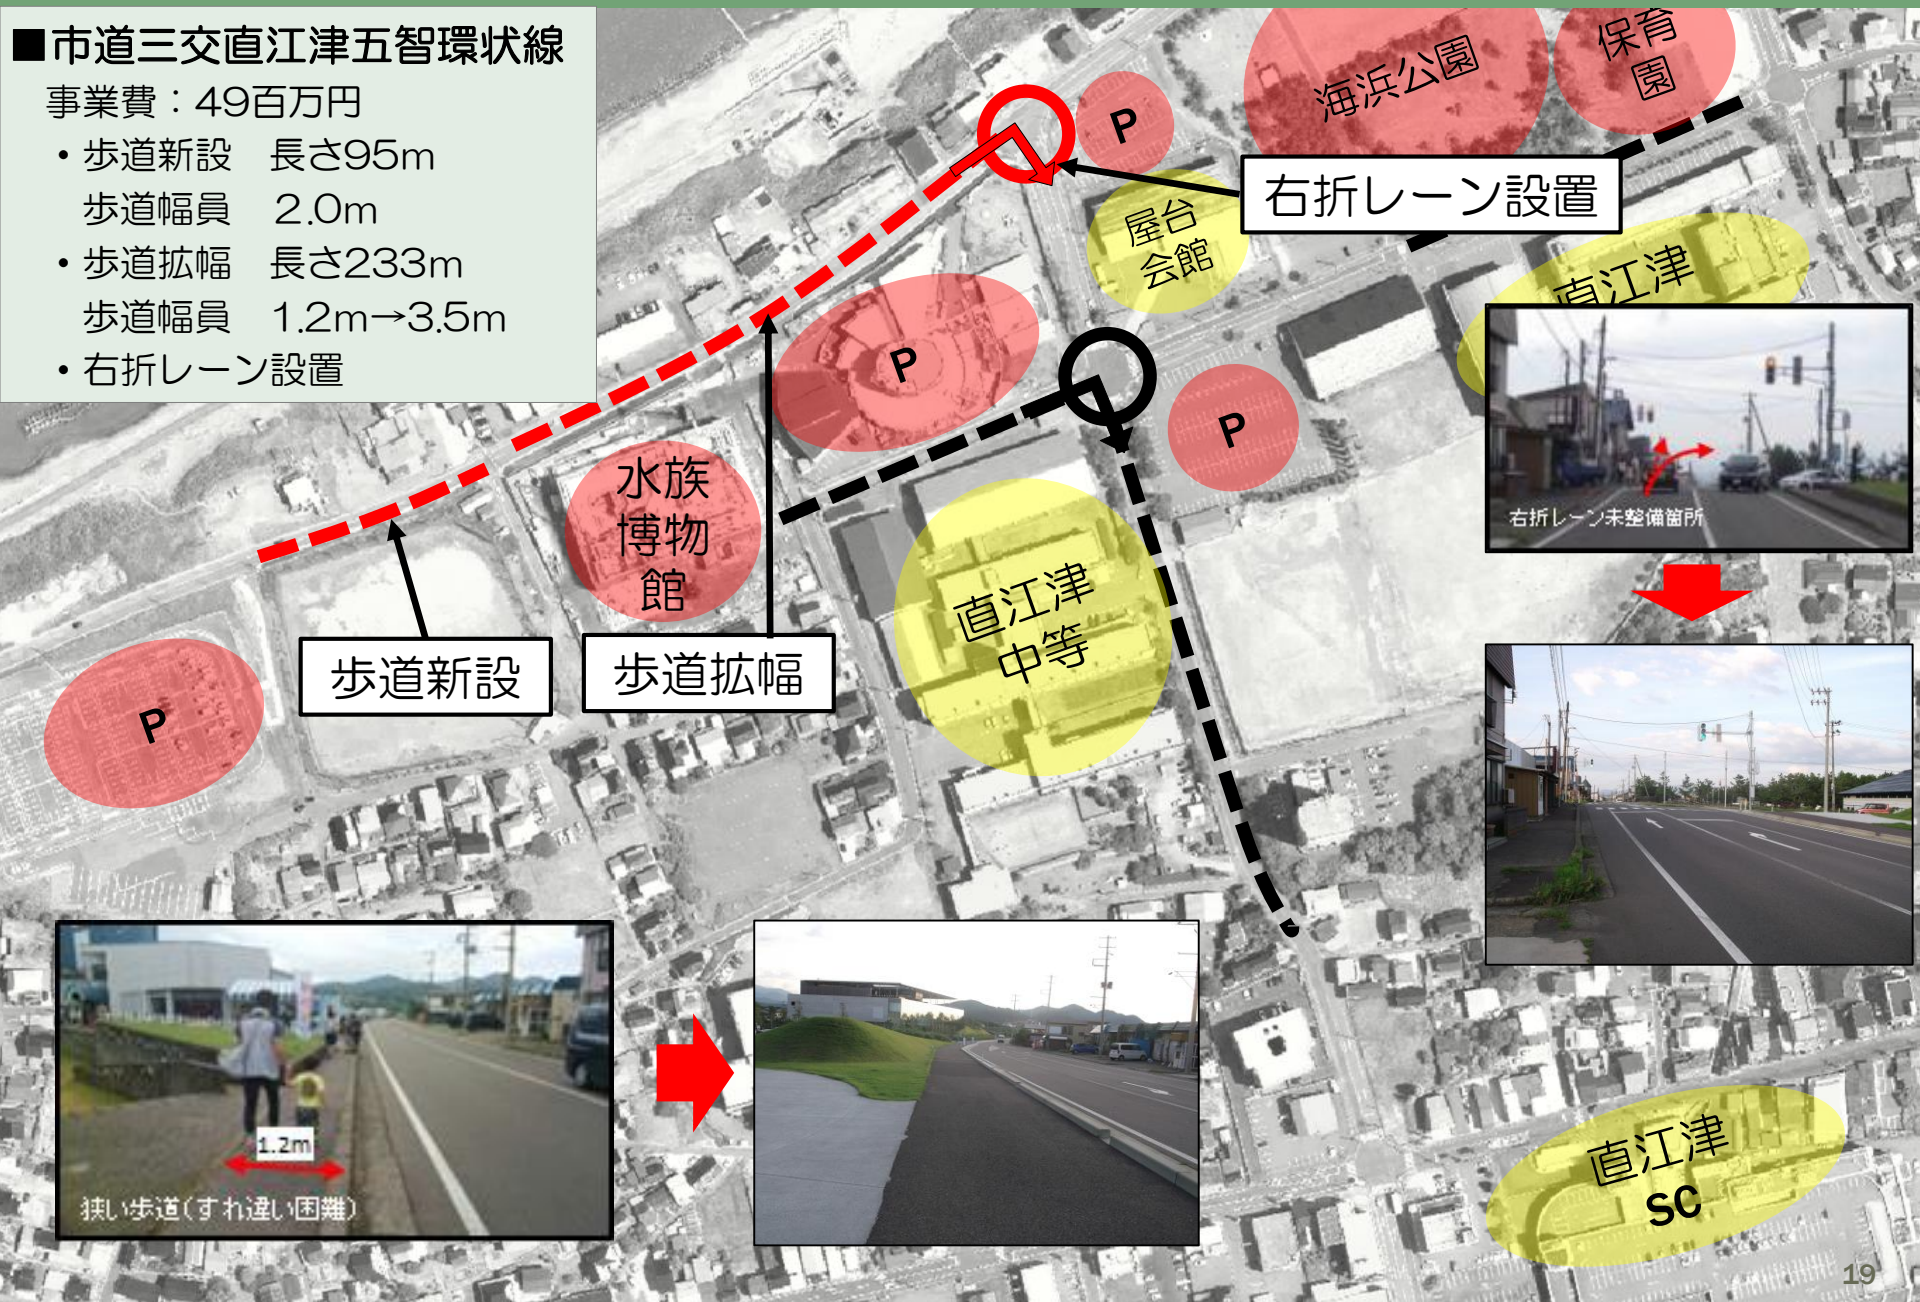 ■市道三交直江津五智環状線
事業費：49百万円
・歩道新設　長さ95m
歩道幅員　2.0m
・歩道拡幅　長さ233m
歩道幅員　1.2m→3.5m
・右折レーン設置
海浜公園
保育
園
P
右折レーン設置
屋台
会館
直江津
P
P
水族
博物
館
右折レーン未整備箇所
直江津
中等
歩道新設
歩道拡幅
P
1.2m
狭い歩道(すれ違い困難)
直江津
SC
19